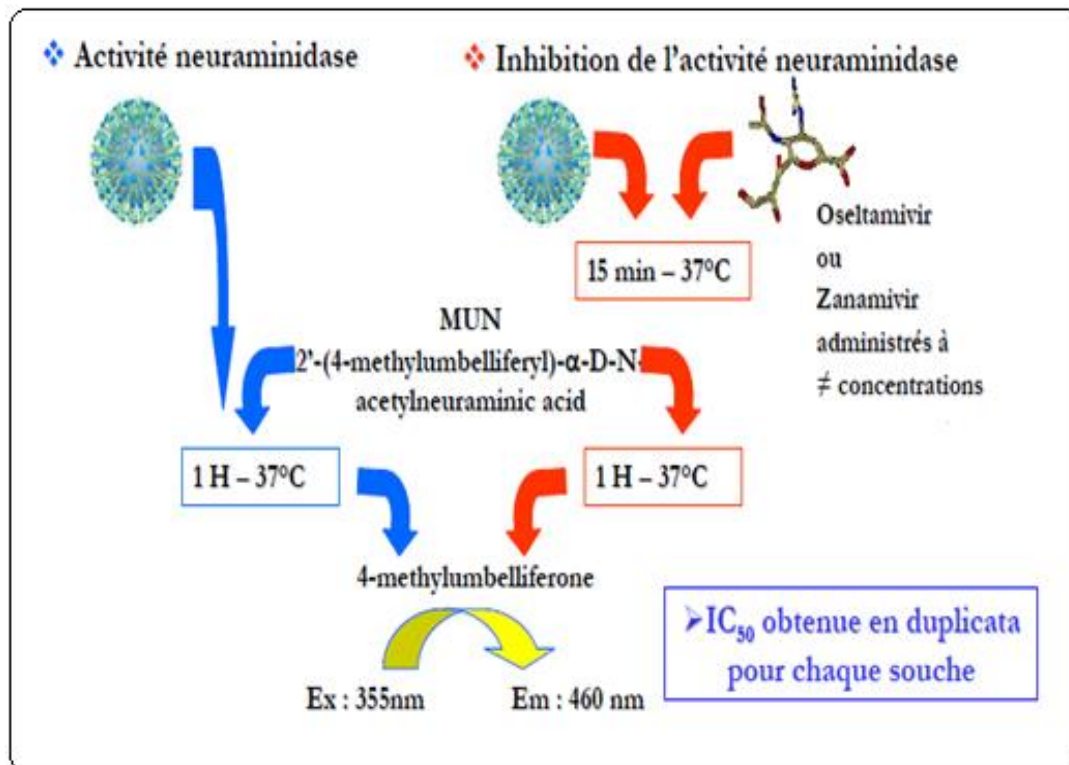 ❖ Activité neuraminidase
❖ Inhibition de l'activité neuraminidase
Oseltamivir
ou
Zanamivir
administrés à
≠ concentrations
15 min – 37°C
MUN
2'-(4-methylumbelliferyl)-α-D-N-
acetylneuraminic acid
1 H – 37°C
1 H – 37°C
4-methylumbelliferone
Ex : 355nm
Em : 460 nm
➢IC₅₀ obtenue en duplicata
pour chaque souche